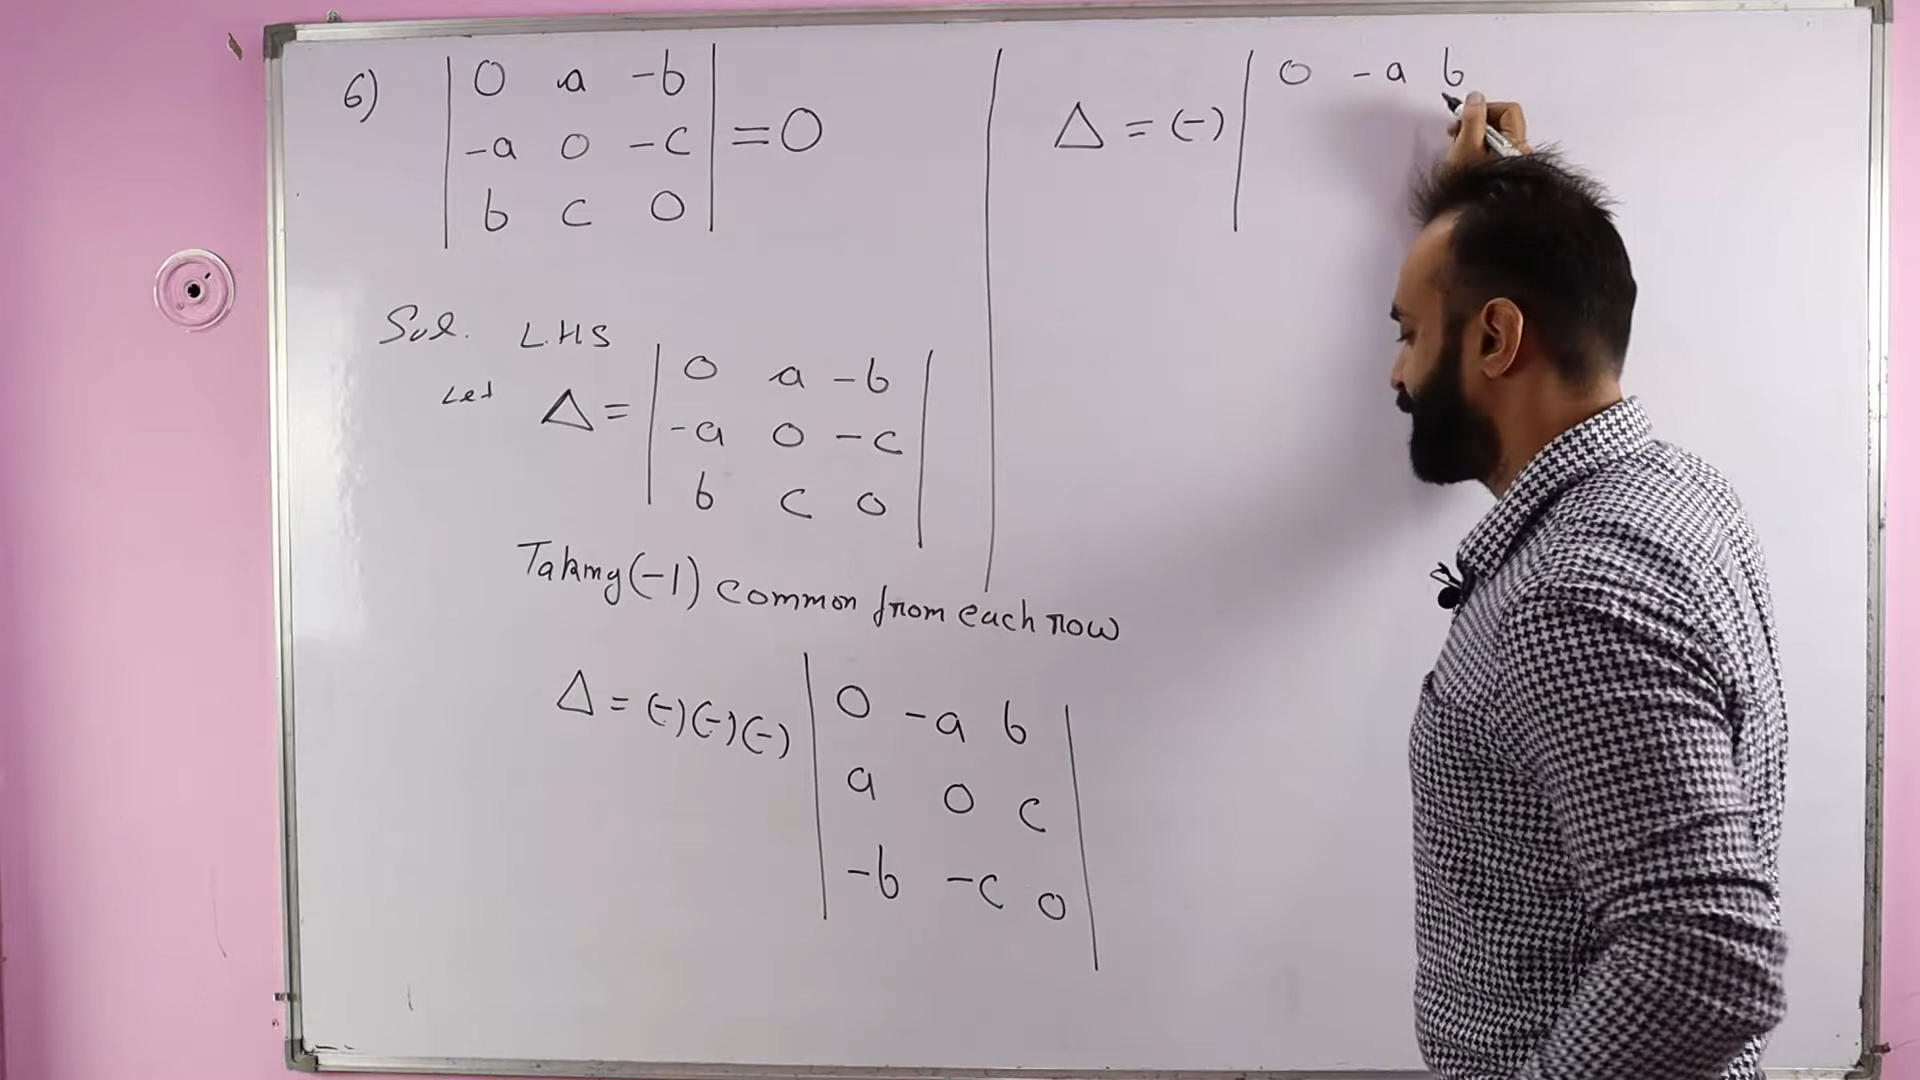 6) | 0 a -b |
| -a 0 -c | = 0
| b c 0 |
Sol. L.H.S
Let Δ = | 0 a -b |
| -a 0 -c |
| b c 0 |
Taking (-1) common from each row
Δ = (-)(-)(-) | 0 -a b |
| a 0 c |
| -b -c 0 |
Δ = (-) | 0 -a b